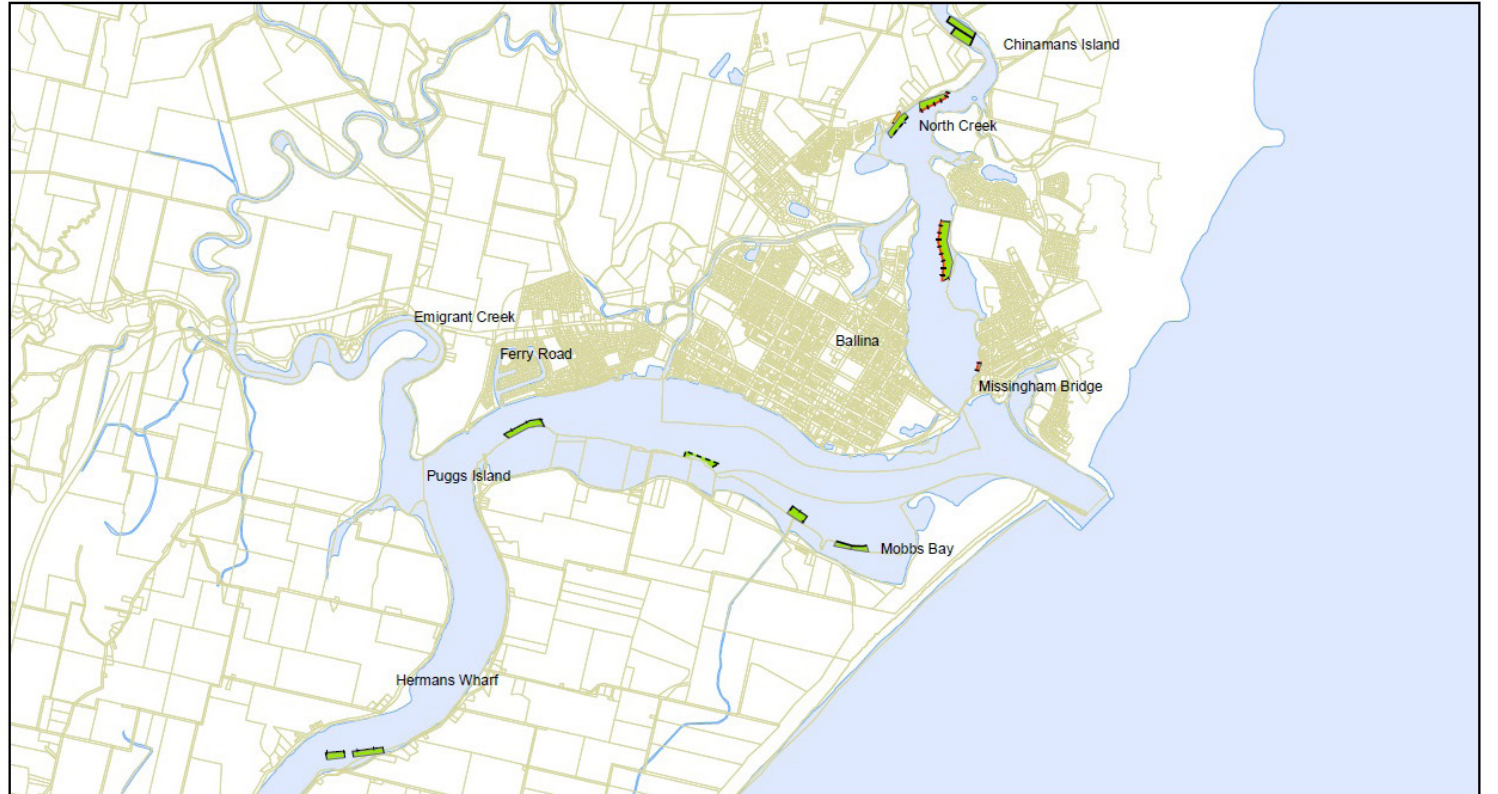 Chinamans Island
North Creek
Emigrant Creek
Ferry Road
Ballina
Missingham Bridge
Puggs Island
Mobbs Bay
Hermans Wharf